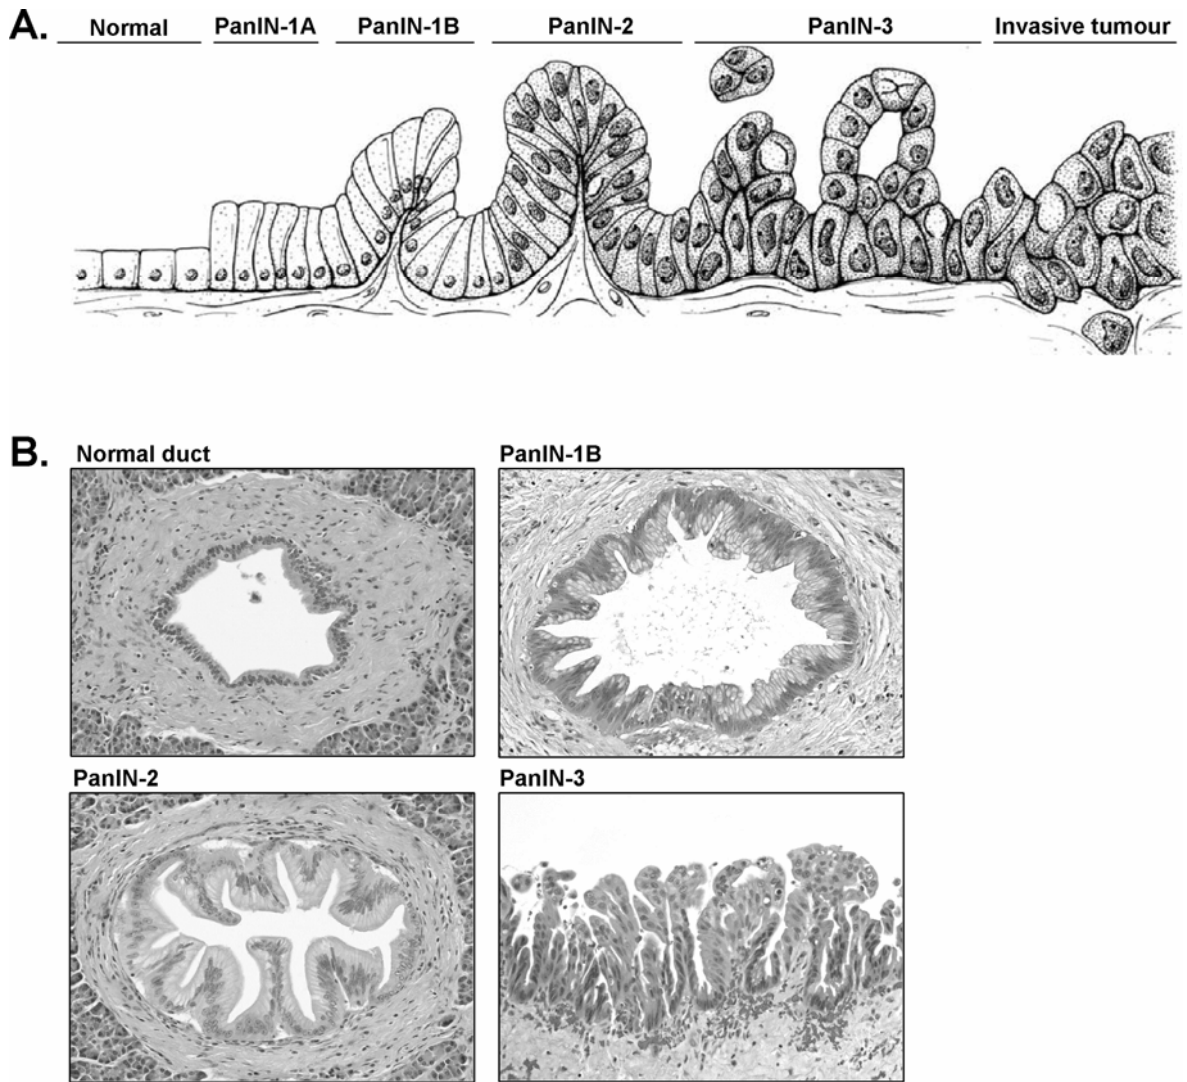 A.
Normal PanIN-1A PanIN-1B PanIN-2 PanIN-3 Invasive tumour
B.
Normal duct PanIN-1B
PanIN-2 PanIN-3